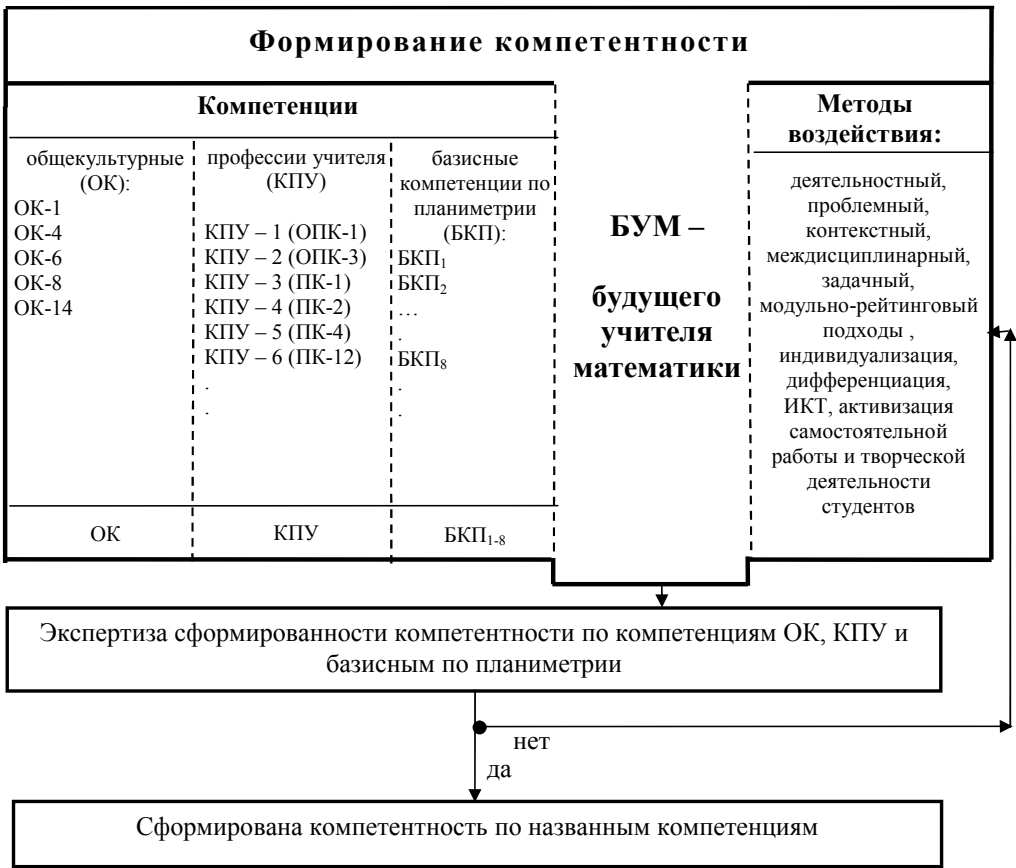 Формирование компетентности
Компетенции
общекультурные
(ОК):
ОК-1
ОК-4
ОК-6
ОК-8
ОК-14
профессии учителя
(КПУ)
КПУ – 1 (ОПК-1)
КПУ – 2 (ОПК-3)
КПУ – 3 (ПК-1)
КПУ – 4 (ПК-2)
КПУ – 5 (ПК-4)
КПУ – 6 (ПК-12)
.
.
базисные
компетенции по
планиметрии
(БКП):
БКП₁
БКП₂
…
.
БКП₈
.
.
ОК
КПУ
БКП₁₋₈
БУМ –
будущего
учителя
математики
Методы
воздействия:
деятельностный,
проблемный,
контекстный,
междисциплинарный,
задачный,
модульно-рейтинговый
подходы ,
индивидуализация,
дифференциация,
ИКТ, активизация
самостоятельной
работы и творческой
деятельности
студентов
Экспертиза сформированности компетентности по компетенциям ОК, КПУ и
базисным по планиметрии
нет
да
Сформирована компетентность по названным компетенциям